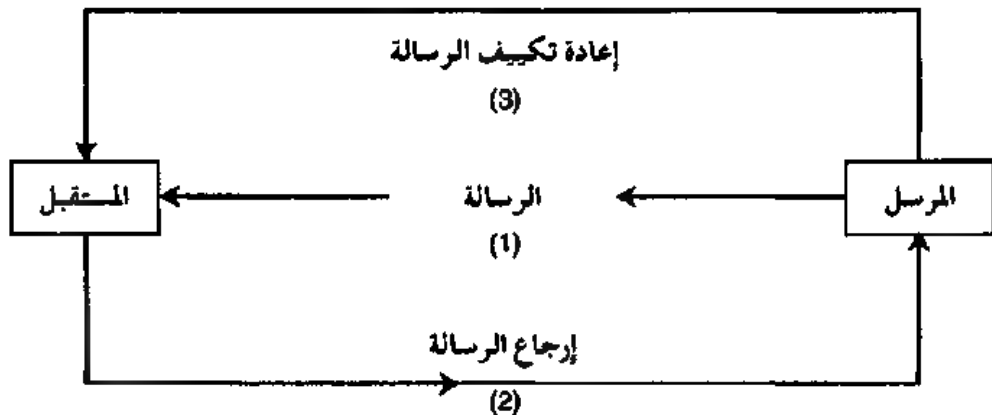 إعادة تكييف الرسالة
(3)
المرسل
الرسالة
المستقبل
(1)
إرجاع الرسالة
(2)